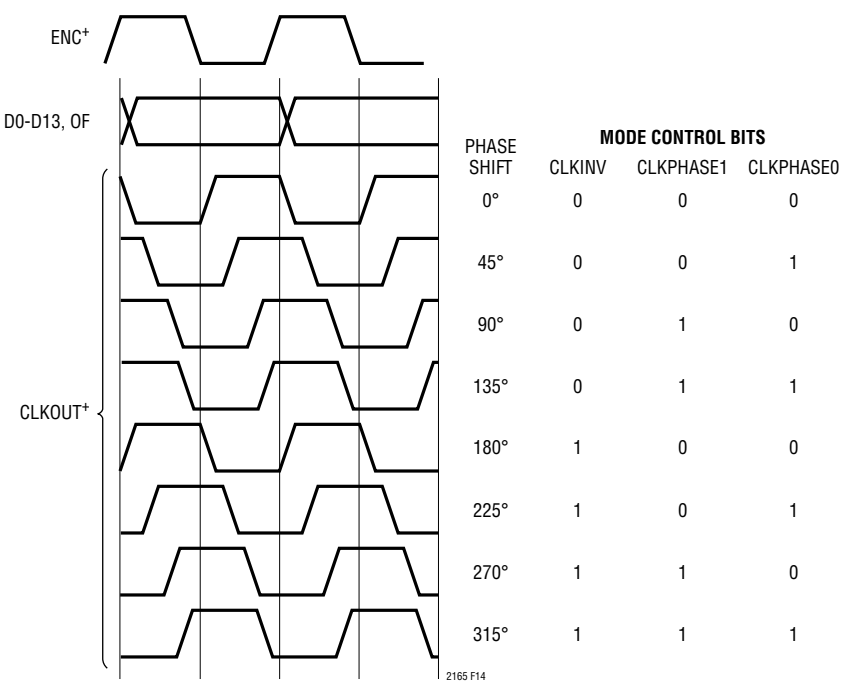 ENC+
D0-D13, OF
CLKOUT+
MODE CONTROL BITS
PHASE SHIFT CLKINV CLKPHASE1 CLKPHASE0
0° 0 0 0
45° 0 0 1
90° 0 1 0
135° 0 1 1
180° 1 0 0
225° 1 0 1
270° 1 1 0
315° 1 1 1
2165 F14